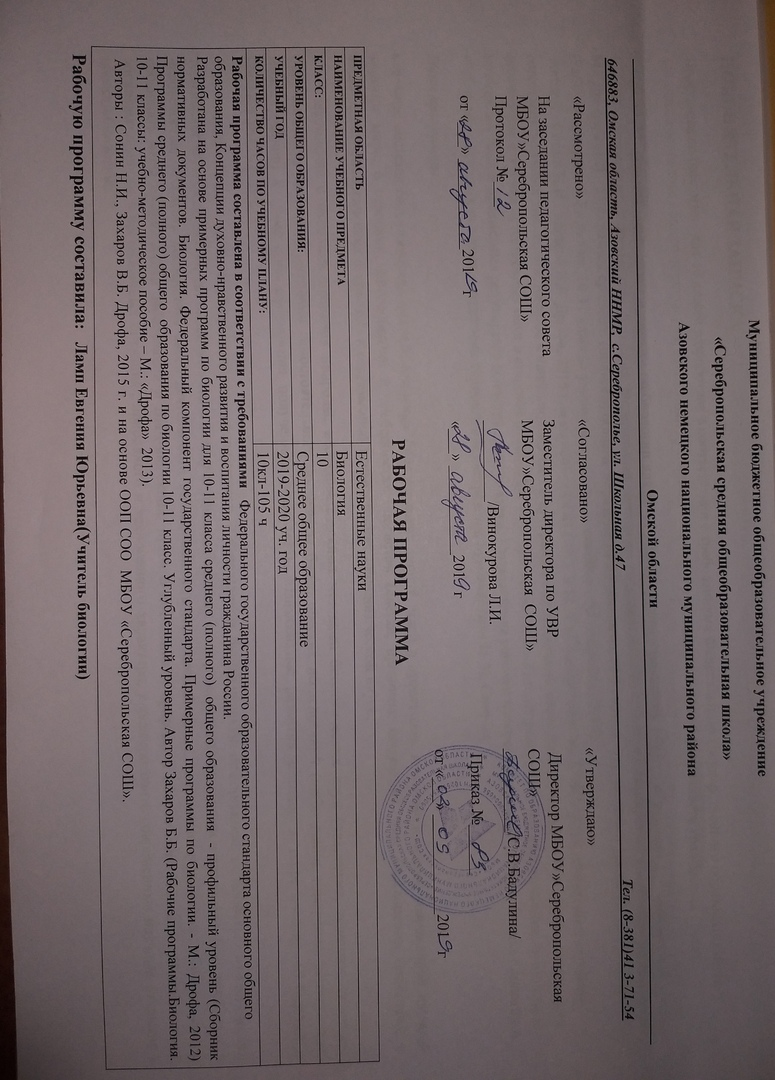 Муниципальное бюджетное общеобразовательное учреждение
«Серебропольская средняя общеобразовательная школа»
Азовского немецкого национального муниципального района
Омской области
646883, Омская область, Азовский ННМР, с.Сереброполье, ул. Школьная д.47 Тел. (8-381)41 3-71-54
«Рассмотрено»
На заседании педагогического совета
МБОУ»Серебропольская СОШ»
Протокол № 12
от «28» августа 2019г
«Согласовано»
Заместитель директора по УВР
МБОУ»Серебропольская СОШ»
/Винокурова Л.И.
«28» августа 2019 г
«Утверждаю»
Директор МБОУ»Серебропольская
СОШ»
/С.В.Бадулина/
Приказ № 83
от «02» 09 2019г
РАБОЧАЯ ПРОГРАММА
ПРЕДМЕТНАЯ ОБЛАСТЬ Естественные науки
НАИМЕНОВАНИЕ УЧЕБНОГО ПРЕДМЕТА Биология
КЛАСС: 10
УРОВЕНЬ ОБЩЕГО ОБРАЗОВАНИЯ: Среднее общее образование
УЧЕБНЫЙ ГОД 2019-2020 уч. год
КОЛИЧЕСТВО ЧАСОВ ПО УЧЕБНОМУ ПЛАНУ: 10кл-105 ч
Рабочая программа составлена в соответствии с требованиями Федерального государственного образовательного стандарта основного общего
образования, Концепции духовно-нравственного развития и воспитания личности гражданина России.
Разработана на основе примерных программ по биологии для 10-11 класса среднего (полного) общего образования - профильный уровень (Сборник
нормативных документов. Биология. Федеральный компонент государственного стандарта. Примерные программы по биологии. - М.: Дрофа, 2012)
Программы среднего (полного) общего образования по биологии 10-11 класс. Углубленный уровень. Автор Захаров Б.Б. (Рабочие программы.Биология.
10-11 классы: учебно-методическое пособие – М.: «Дрофа» 2013).
Авторы : Сонин Н.И., Захаров В.Б. Дрофа, 2015 г. и на основе ООП СОО МБОУ «Серебропольская СОШ».
Рабочую программу составила: Ламп Евгения Юрьевна(Учитель биологии)